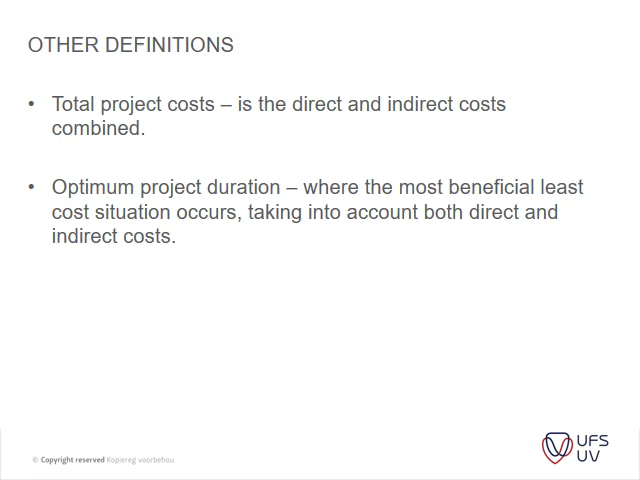 OTHER DEFINITIONS
• Total project costs – is the direct and indirect costs
combined.
• Optimum project duration – where the most beneficial least
cost situation occurs, taking into account both direct and
indirect costs.
© Copyright reserved Kopiereg voorbehou
UFS
UV